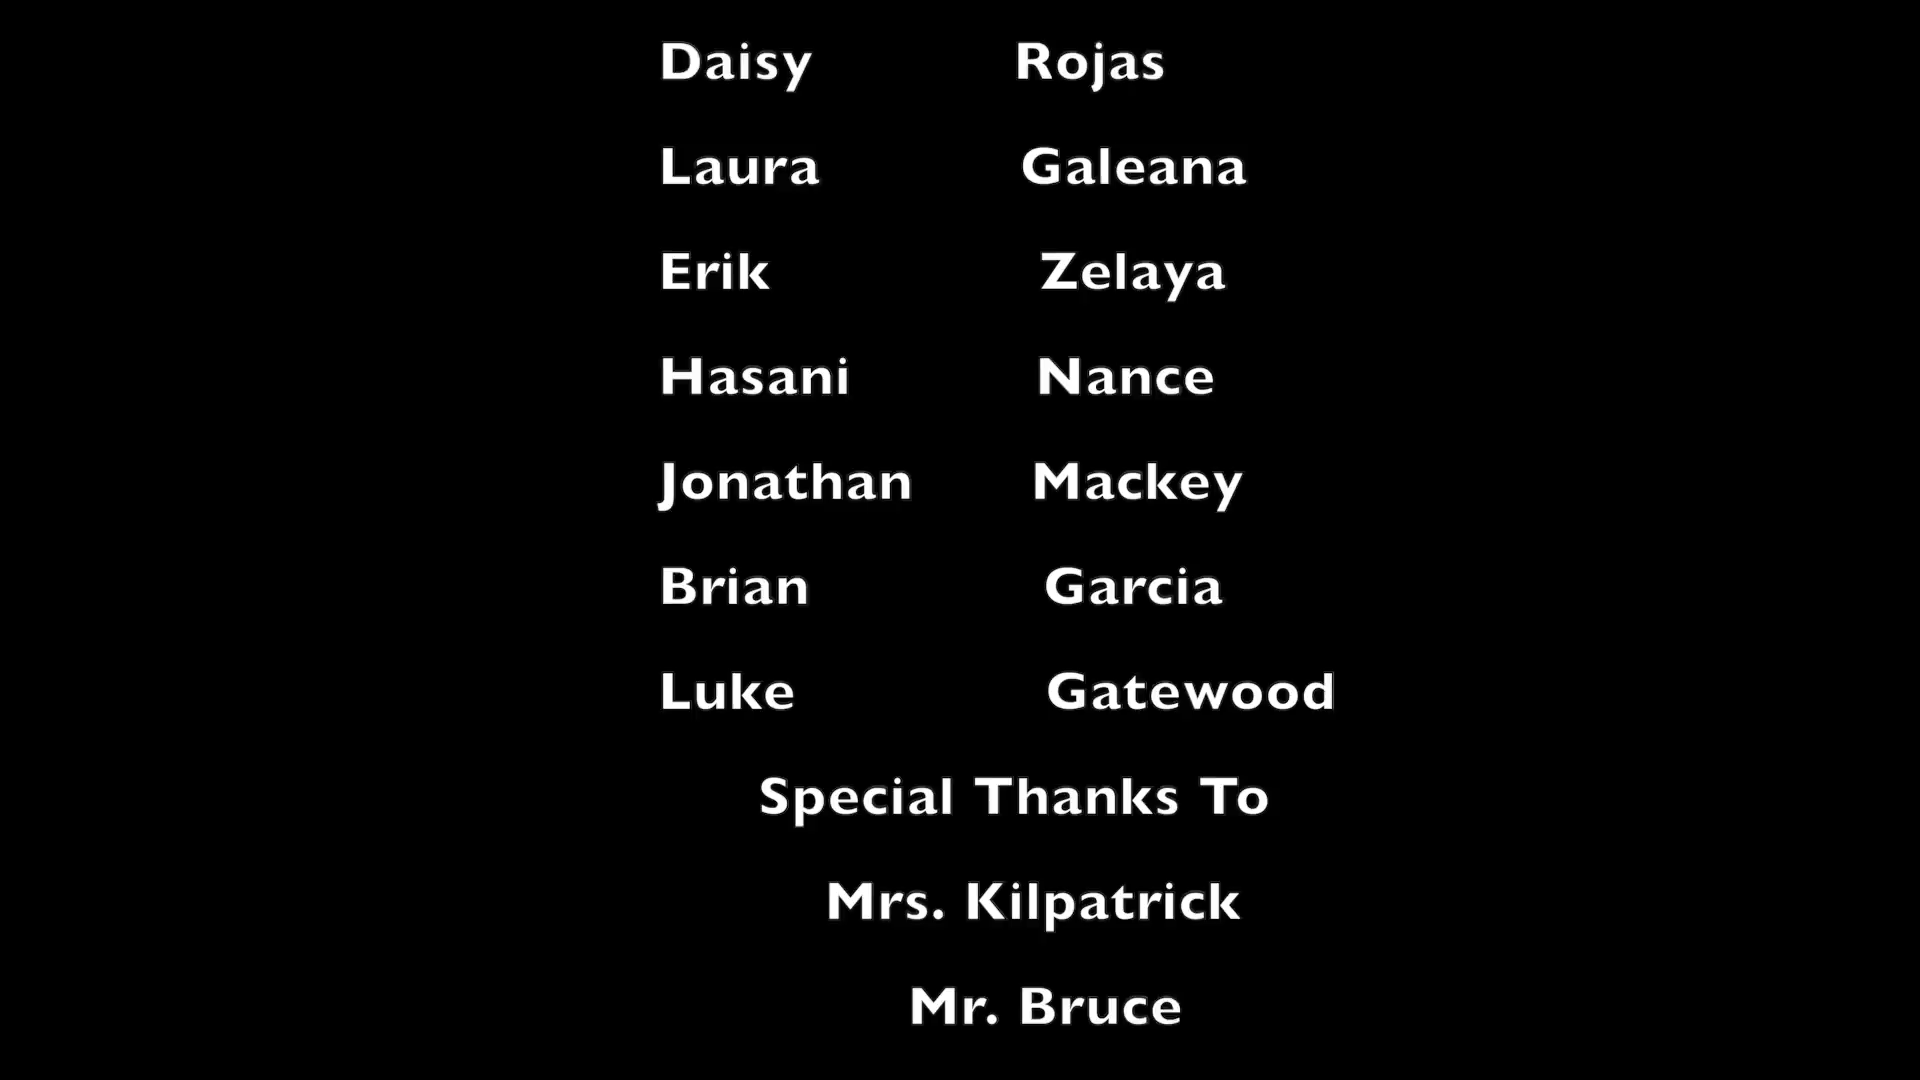 Daisy Rojas
Laura Galeana
Erik Zelaya
Hasani Nance
Jonathan Mackey
Brian Garcia
Luke Gatewood
Special Thanks To
Mrs. Kilpatrick
Mr. Bruce